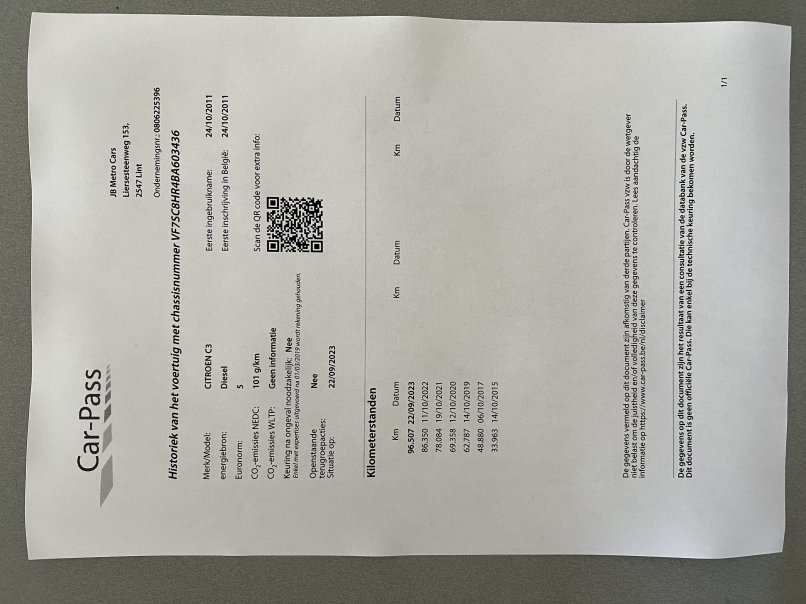 Car-Pass
JB Metro Cars
Liersesteenweg 153,
2547 Lint
Ondernemingsnr.: 0806225396
Historiek van het voertuig met chassisnummer VF7SC8HR4BA603436
Merk/Model: CITROEN C3 Eerste ingebruikname: 24/10/2011
energiebron: Diesel Eerste inschrijving in België: 24/10/2011
Euronorm: 5
CO₂-emissies NEDC: 101 g/km Scan de QR code voor extra info:
CO₂-emissies WLTP: Geen informatie
Keuring na ongeval noodzakelijk: Nee
Enkel met expertises uitgevoerd na 01/03/2019 wordt rekening gehouden.
Openstaande
terugroepacties: Nee
Situatie op: 22/09/2023
Kilometerstanden
Km Datum Km Datum Km Datum
96.507 22/09/2023
86.350 11/10/2022
78.084 19/10/2021
69.358 12/10/2020
62.787 14/10/2019
48.880 06/10/2017
33.963 14/10/2015
De gegevens vermeld op dit document zijn afkomstig van derde partijen. Car-Pass vzw is door de wetgever
niet belast om de juistheid en/of volledigheid van deze gegevens te controleren. Lees aandachtig de
informatie op https://www.car-pass.be/nl/disclaimer
De gegevens op dit document zijn het resultaat van een consultatie van de databank van de vzw Car-Pass.
Dit document is geen officiële Car-Pass. Die kan enkel bij de technische keuring bekomen worden.
1/1